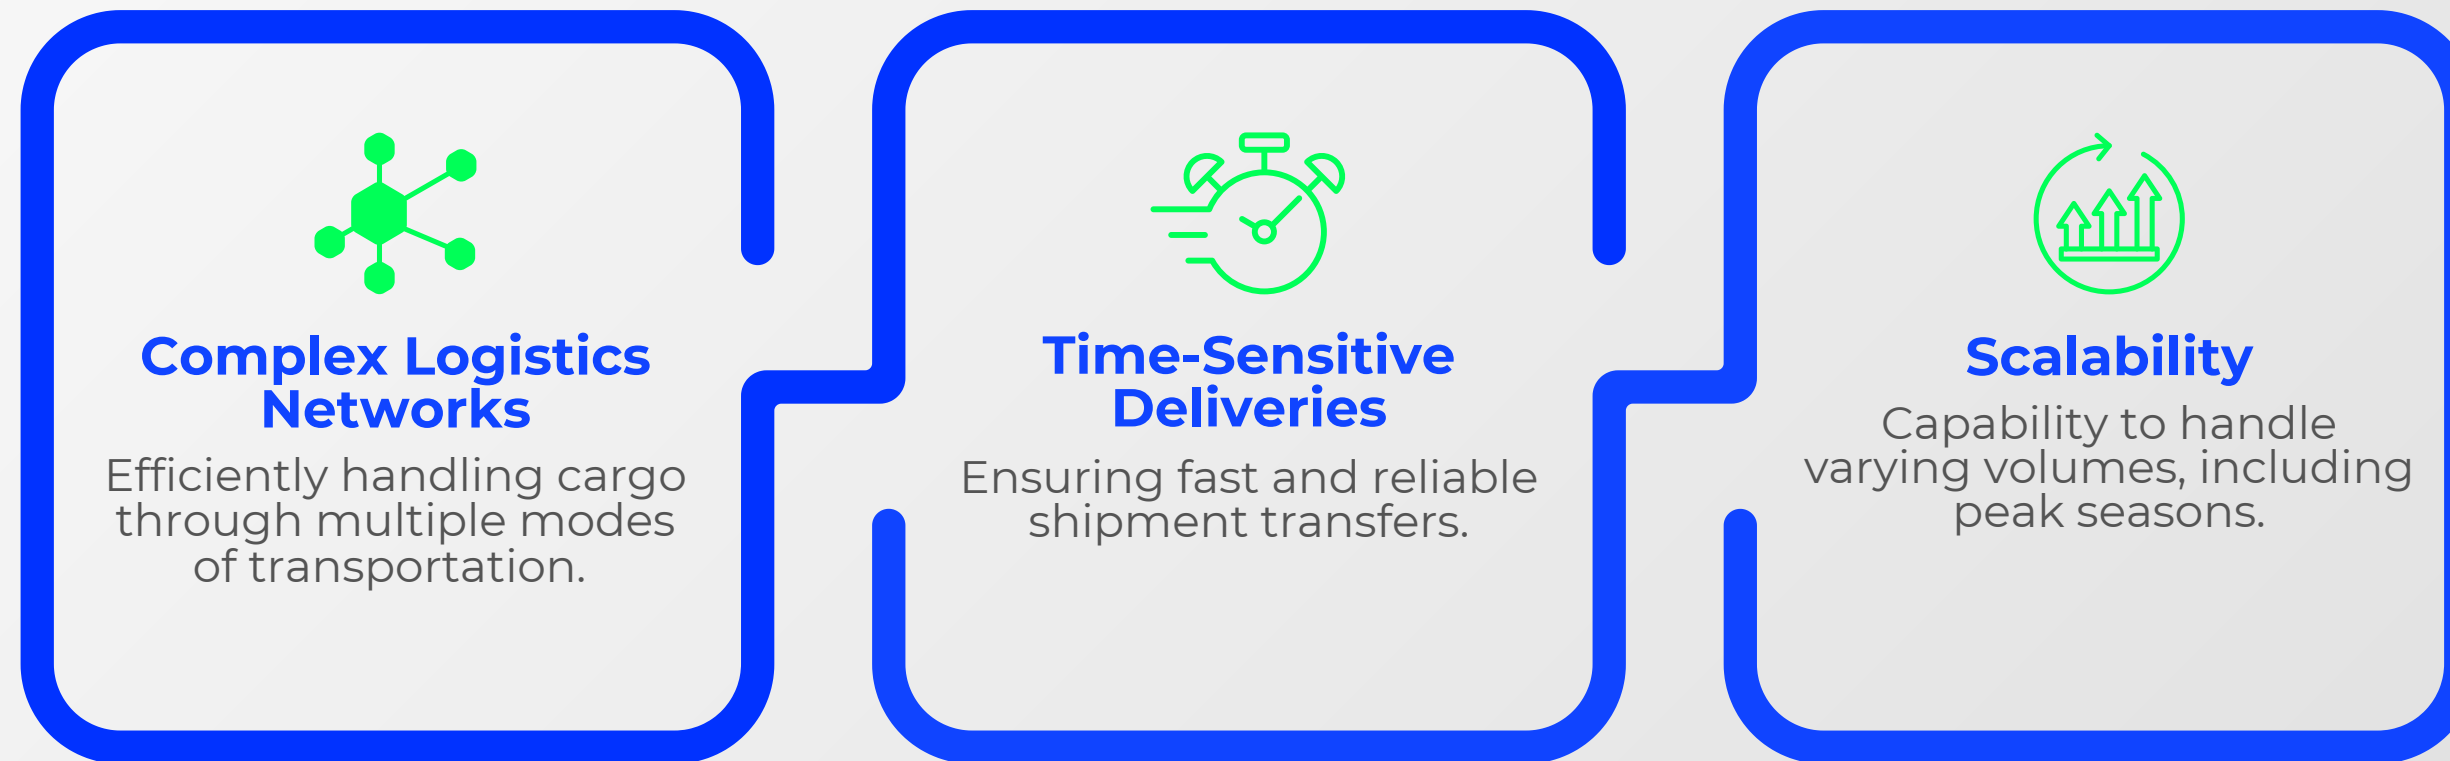 Complex Logistics
Networks
Efficiently handling cargo
through multiple modes
of transportation.
Time-Sensitive
Deliveries
Ensuring fast and reliable
shipment transfers.
Scalability
Capability to handle
varying volumes, including
peak seasons.